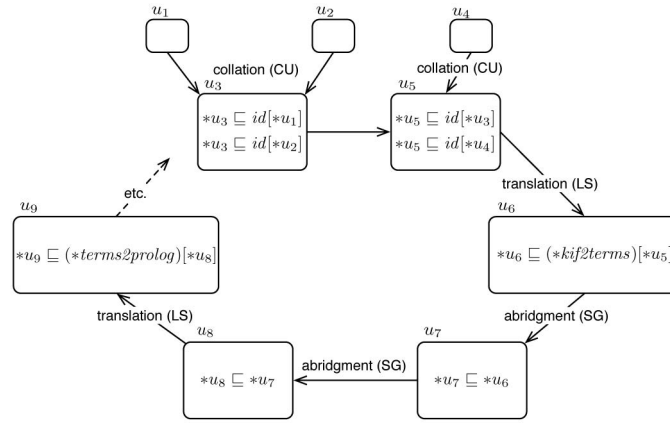 u₁
u₂
u₄
collation (CU)
collation (CU)
u₃
u₅
*u₃ ⊑ id[*u₁]
*u₃ ⊑ id[*u₂]
*u₅ ⊑ id[*u₃]
*u₅ ⊑ id[*u₄]
translation (LS)
etc.
u₉
u₆
*u₉ ⊑ (*terms2prolog)[*u₈]
*u₆ ⊑ (*kif2terms)[*u₅]
translation (LS)
abridgment (SG)
u₈
u₇
abridgment (SG)
*u₈ ⊑ *u₇
*u₇ ⊑ *u₆